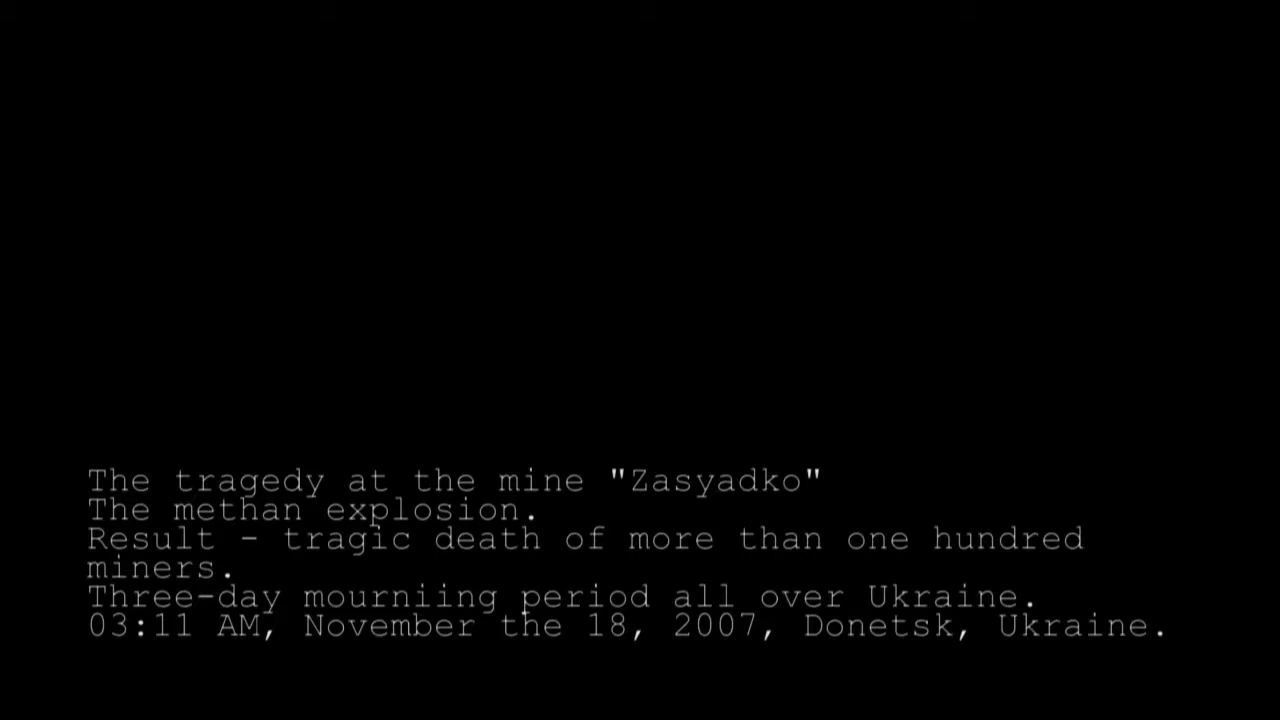 The tragedy at the mine "Zasyadko"
The methan explosion.
Result - tragic death of more than one hundred
miners.
Three-day mourniing period all over Ukraine.
03:11 AM, November the 18, 2007, Donetsk, Ukraine.